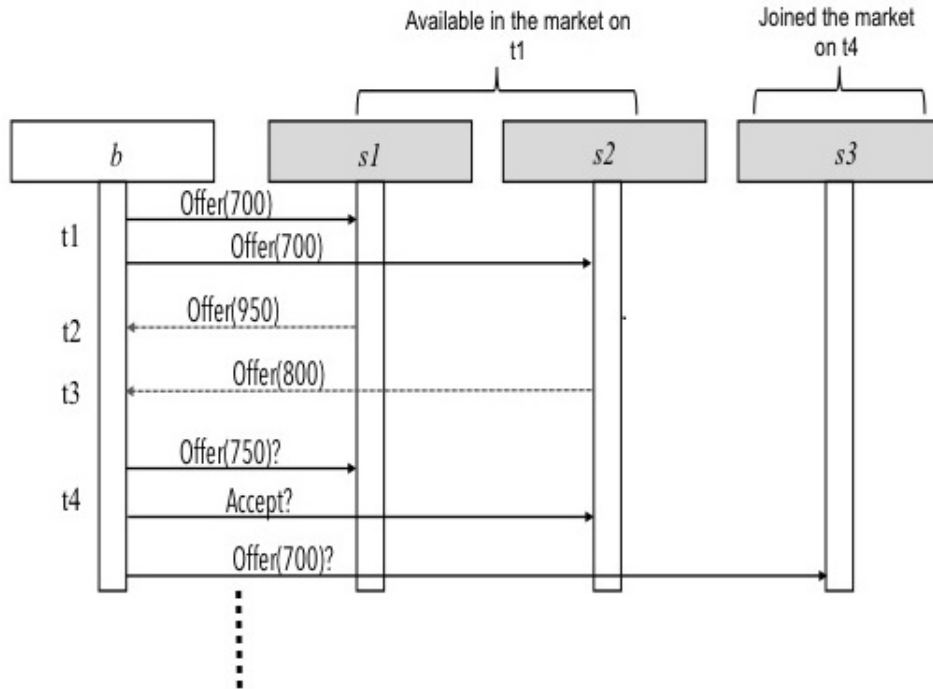 Available in the market on
t1
Joined the market
on t4
b
s1
s2
s3
t1
Offer(700)
Offer(700)
t2
Offer(950)
t3
Offer(800)
Offer(750)?
t4
Accept?
Offer(700)?